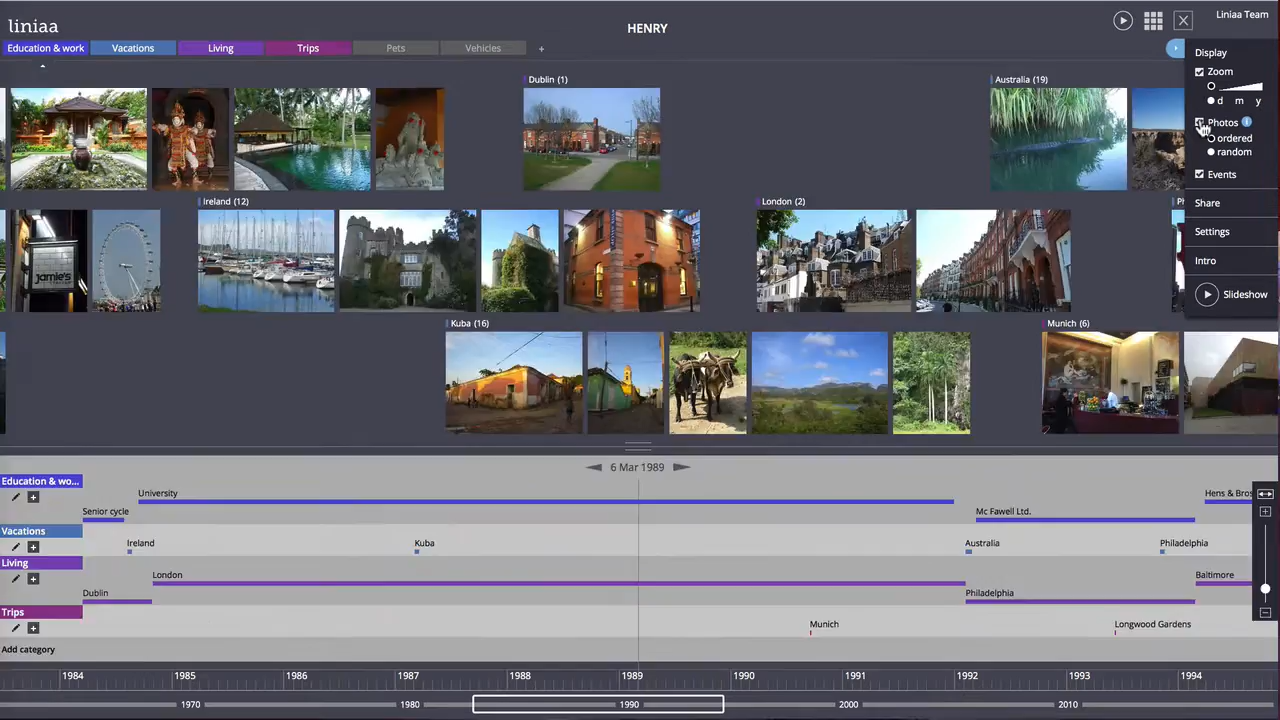 liniaa
HENRY
Liniaa Team
Education & work
Vacations
Living
Trips
Pets
Vehicles
+
Display
Zoom
d m y
Photos i
ordered
random
Events
Share
Settings
Intro
Slideshow
Dublin (1)
Australia (19)
Ireland (12)
London (2)
jamie's
Kuba (16)
Munich (6)
6 Mar 1989
Education & wo...
University
Senior cycle
Mc Fawell Ltd.
Hens & Bros
Vacations
Ireland
Kuba
Australia
Philadelphia
Living
London
Dublin
Philadelphia
Baltimore
Trips
Munich
Longwood Gardens
Add category
1984 1985 1986 1987 1988 1989 1990 1991 1992 1993 1994
1970 1980 1990 2000 2010